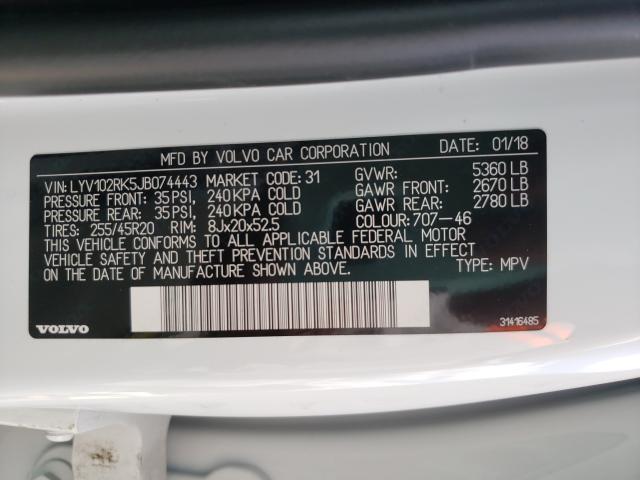 MFD BY VOLVO CAR CORPORATION DATE: 01/18
VIN: LYV102RK5JB074443 MARKET CODE: 31 GVWR: 5360 LB
PRESSURE FRONT: 35 PSI, 240 KPA COLD GAWR FRONT: 2670 LB
PRESSURE REAR: 35 PSI, 240 KPA COLD GAWR REAR: 2780 LB
TIRES: 255/45R20 RIM: 8Jx20x52.5 COLOUR: 707-46
THIS VEHICLE CONFORMS TO ALL APPLICABLE FEDERAL MOTOR
VEHICLE SAFETY AND THEFT PREVENTION STANDARDS IN EFFECT
ON THE DATE OF MANUFACTURE SHOWN ABOVE. TYPE: MPV
VOLVO 31416485